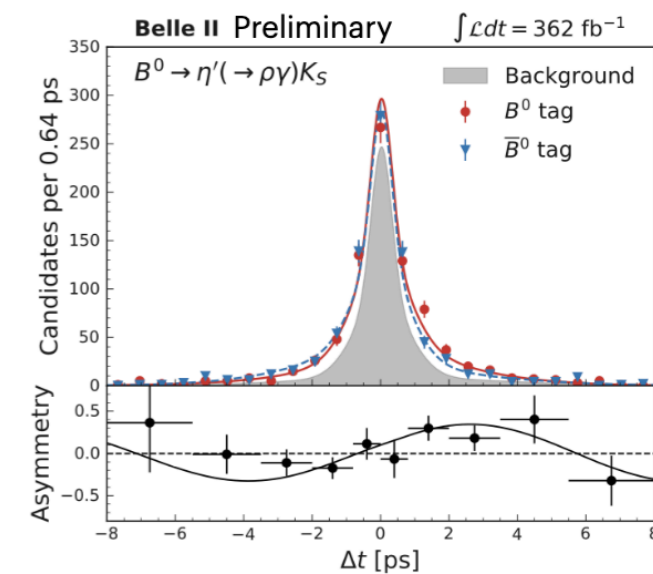 Belle II Preliminary ∫ℒdt = 362 fb⁻¹
B⁰ → η′(→ ργ)K_S
Background
B⁰ tag
B̅⁰ tag
Candidates per 0.64 ps
350
300
250
200
150
100
50
0
Asymmetry
0.5
0.0
−0.5
−8 −6 −4 −2 0 2 4 6 8
Δt [ps]